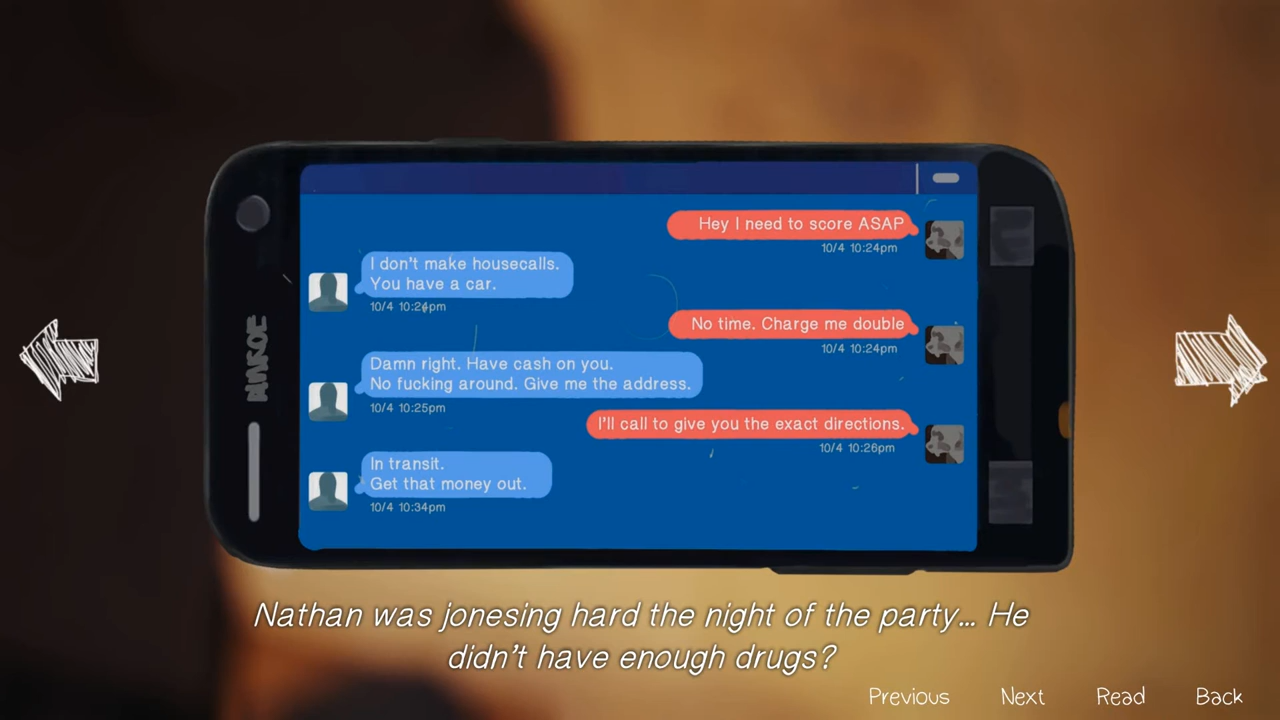 Hey I need to score ASAP
10/4 10:24pm
I don't make housecalls.
You have a car.
10/4 10:24pm
No time. Charge me double
10/4 10:24pm
Damn right. Have cash on you.
No fucking around. Give me the address.
10/4 10:25pm
I'll call to give you the exact directions.
10/4 10:26pm
In transit.
Get that money out.
10/4 10:34pm
Nathan was jonesing hard the night of the party... He
didn't have enough drugs?
Previous Next Read Back